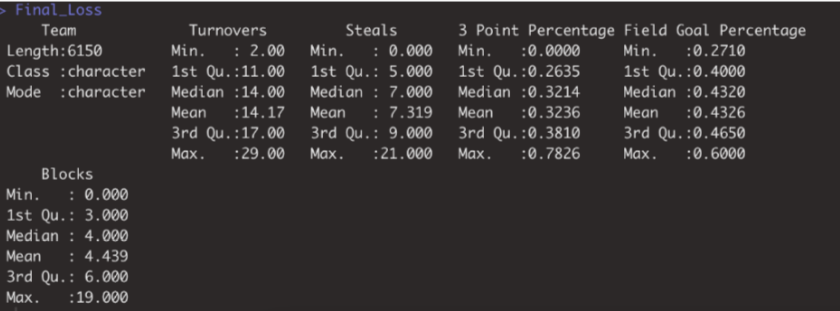 > Final_Loss
Team Turnovers Steals 3 Point Percentage Field Goal Percentage
Length:6150 Min. : 2.00 Min. : 0.000 Min. :0.0000 Min. :0.2710
Class :character 1st Qu.:11.00 1st Qu.: 5.000 1st Qu.:0.2635 1st Qu.:0.4000
Mode :character Median :14.00 Median : 7.000 Median :0.3214 Median :0.4320
Mean :14.17 Mean : 7.319 Mean :0.3236 Mean :0.4326
3rd Qu.:17.00 3rd Qu.: 9.000 3rd Qu.:0.3810 3rd Qu.:0.4650
Max. :29.00 Max. :21.000 Max. :0.7826 Max. :0.6000
Blocks
Min. : 0.000
1st Qu.: 3.000
Median : 4.000
Mean : 4.439
3rd Qu.: 6.000
Max. :19.000